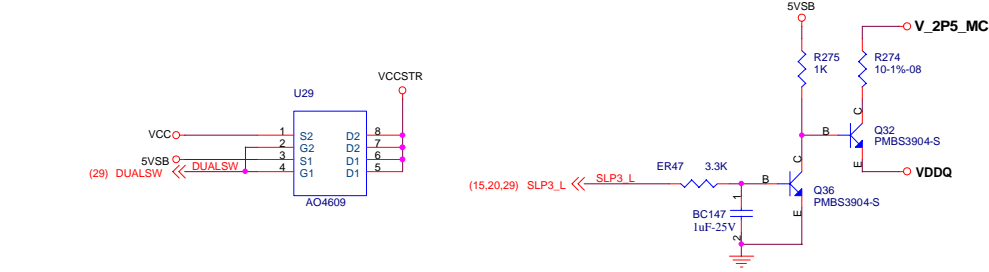 5VSB
V_2P5_MC
R275
1K
R274
10-1%-08
VCCSTR
U29
C
VCC
1 S2 D2 8
2 G2 D2 7
5VSB 3 S1 D1 6
(29) DUALSW DUALSW 4 G1 D1 5
AO4609
B
Q32
PMBS3904-S
E
VDDQ
ER47 3.3K
C
(15,20,29) SLP3_L SLP3_L
B
Q36
PMBS3904-S
1
BC147
1uF-25V
2
E